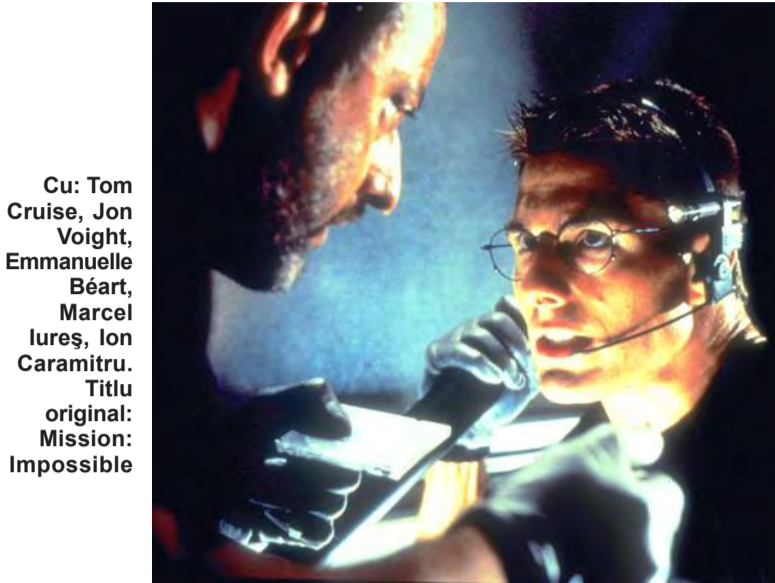 Cu: Tom
Cruise, Jon
Voight,
Emmanuelle
Béart,
Marcel
Iureş, Ion
Caramitru.
Titlu
original:
Mission:
Impossible